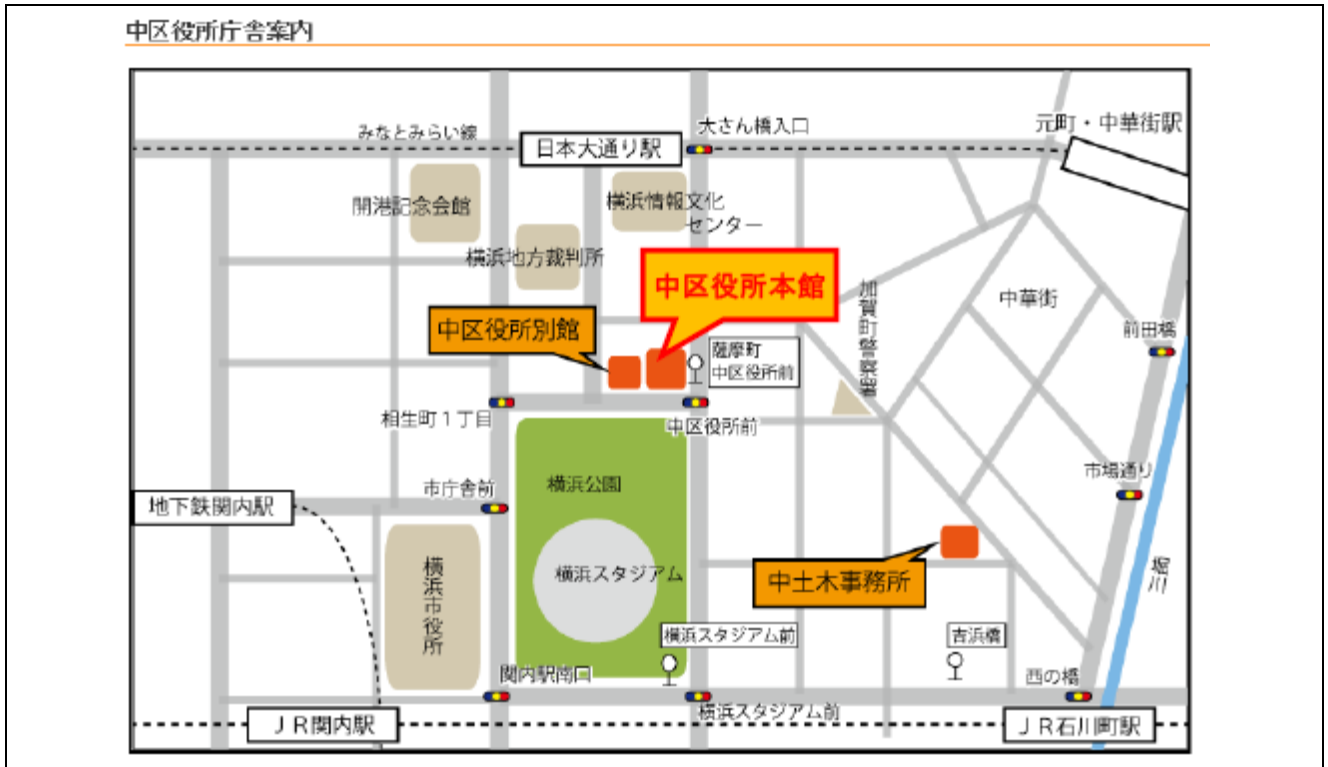 中区役所庁舎案内
みなとみらい線
日本大通り駅
大さん橋入口
元町・中華街駅
開港記念会館
横浜情報文化
センター
横浜地方裁判所
中区役所本館
加賀町警察署
中華街
中区役所別館
前田橋
薩摩町
中区役所前
相生町１丁目
中区役所前
市場通り
横浜公園
市庁舎前
地下鉄関内駅
横浜市役所
横浜スタジアム
中土木事務所
堀川
横浜スタジアム前
吉浜橋
関内駅南口
西の橋
横浜スタジアム前
ＪＲ関内駅
ＪＲ石川町駅